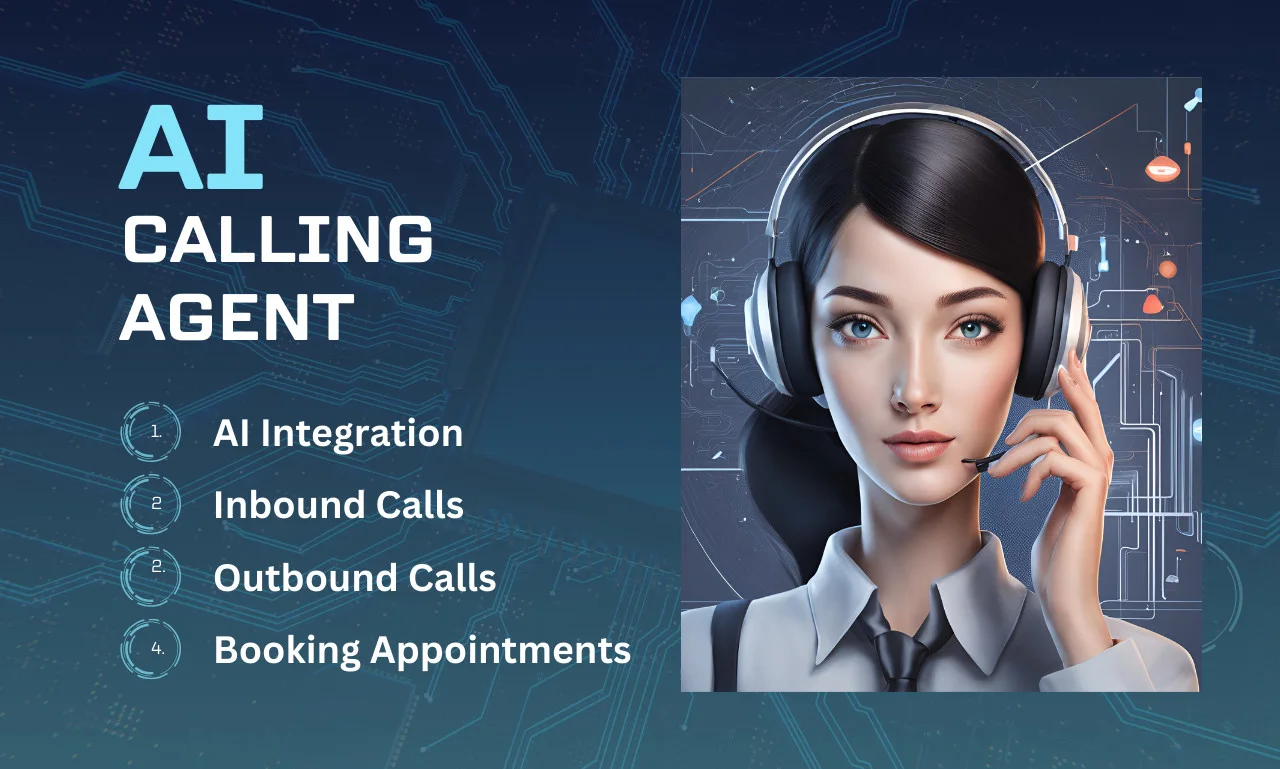 AI
CALLING
AGENT
1. AI Integration
2 Inbound Calls
2. Outbound Calls
4. Booking Appointments